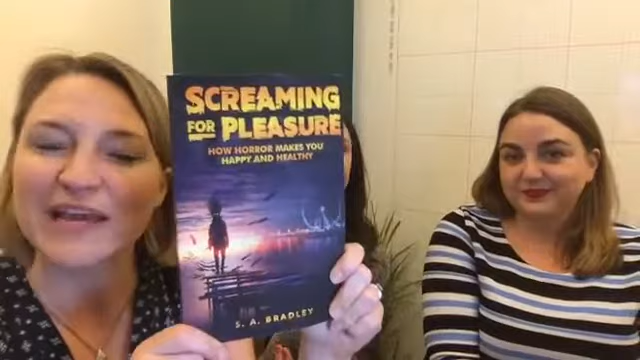 SCREAMING
FOR PLEASURE
HOW HORROR MAKES YOU
HAPPY AND HEALTHY
S. A. BRADLEY